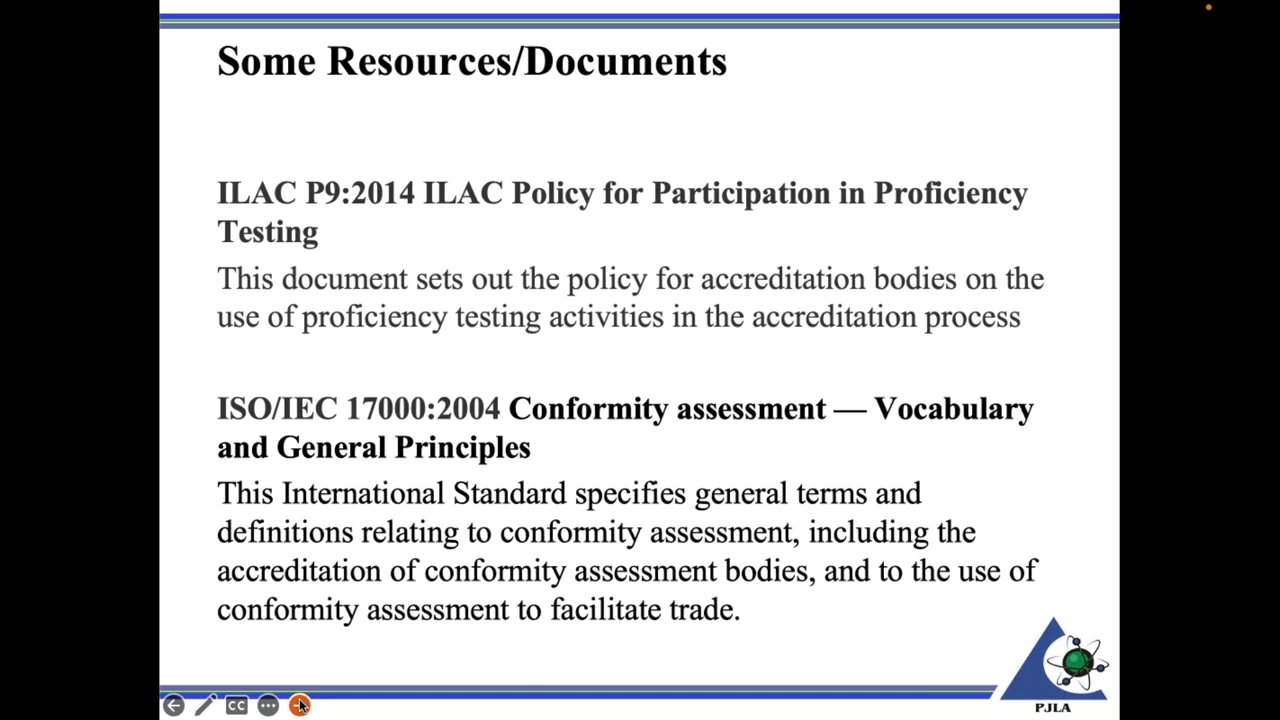 Some Resources/Documents
ILAC P9:2014 ILAC Policy for Participation in Proficiency
Testing
This document sets out the policy for accreditation bodies on the
use of proficiency testing activities in the accreditation process
ISO/IEC 17000:2004 Conformity assessment — Vocabulary
and General Principles
This International Standard specifies general terms and
definitions relating to conformity assessment, including the
accreditation of conformity assessment bodies, and to the use of
conformity assessment to facilitate trade.
PJLA
CC